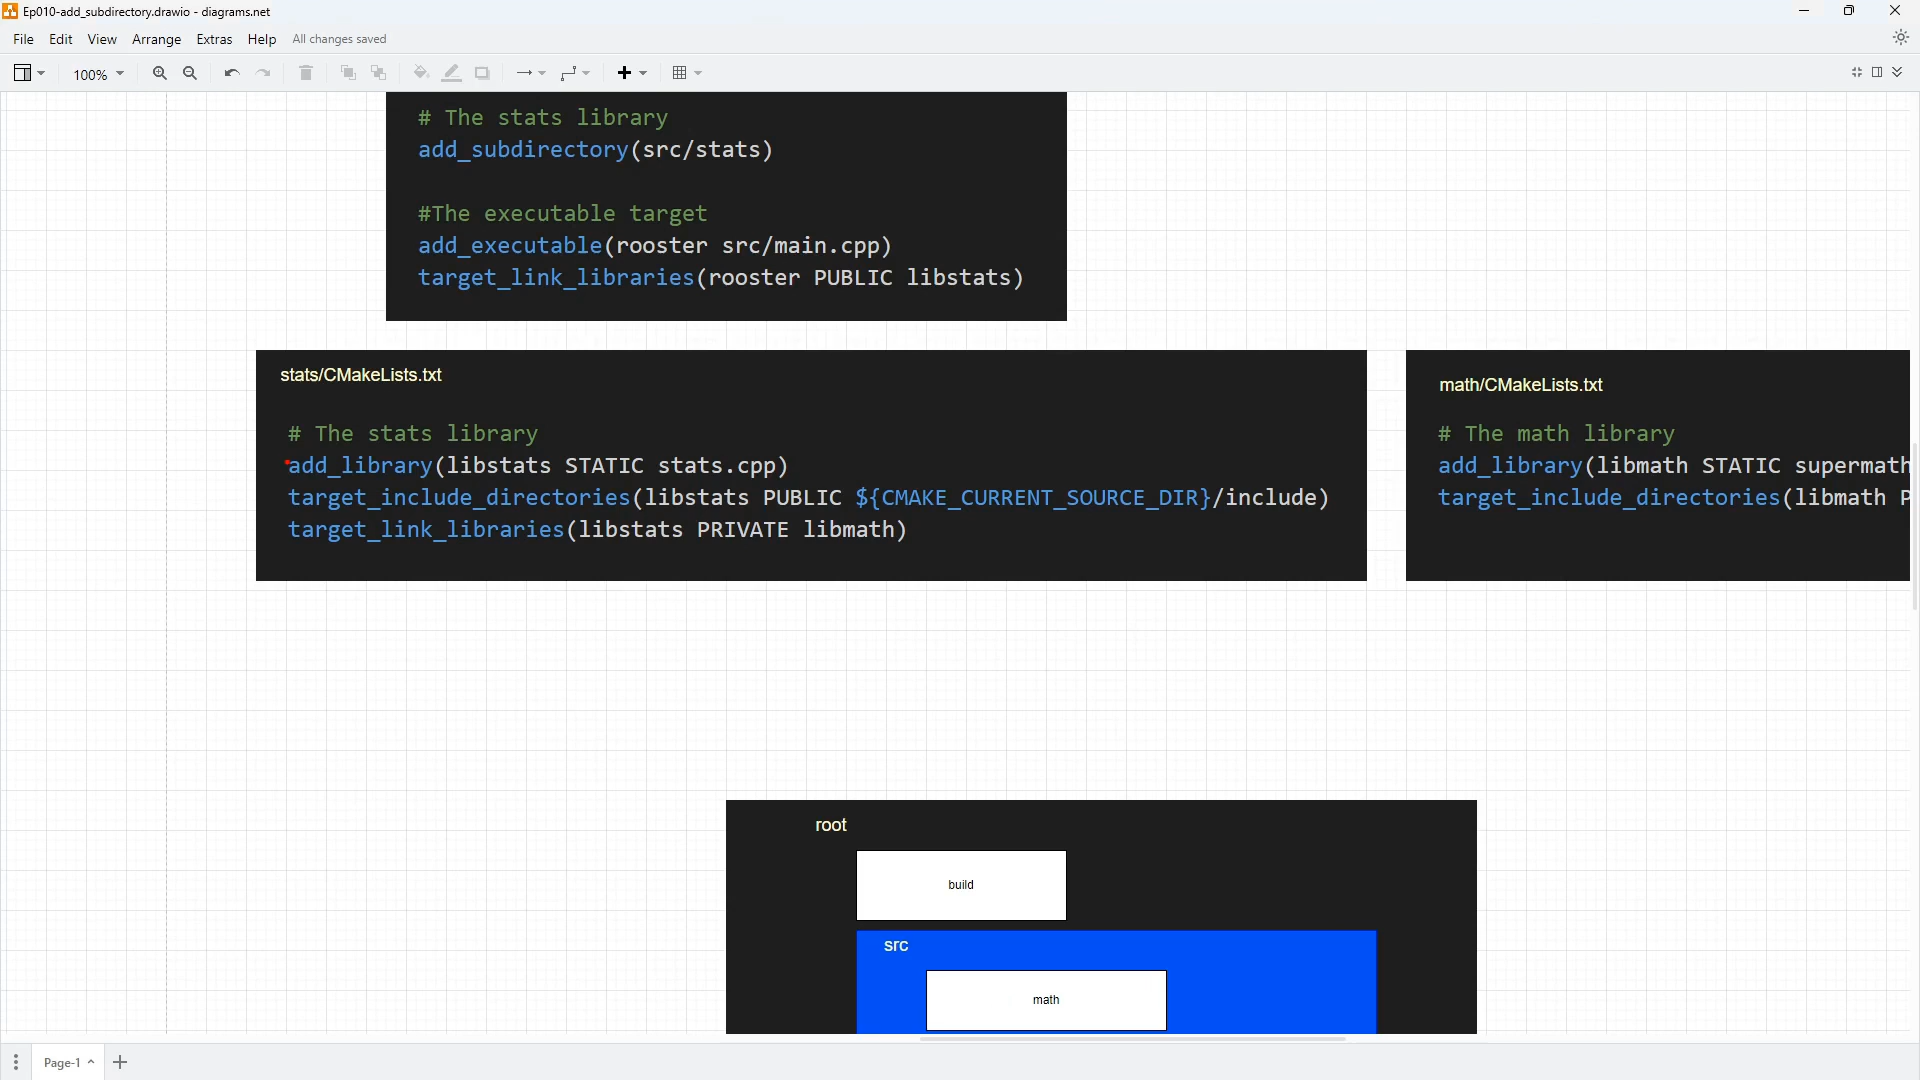 Ep010-add_subdirectory.drawio - diagrams.net
File Edit View Arrange Extras Help All changes saved
100%
# The stats library
add_subdirectory(src/stats)
#The executable target
add_executable(rooster src/main.cpp)
target_link_libraries(rooster PUBLIC libstats)
stats/CMakeLists.txt
# The stats library
add_library(libstats STATIC stats.cpp)
target_include_directories(libstats PUBLIC ${CMAKE_CURRENT_SOURCE_DIR}/include)
target_link_libraries(libstats PRIVATE libmath)
math/CMakeLists.txt
# The math library
add_library(libmath STATIC supermath
target_include_directories(libmath P
root
build
src
math
Page-1